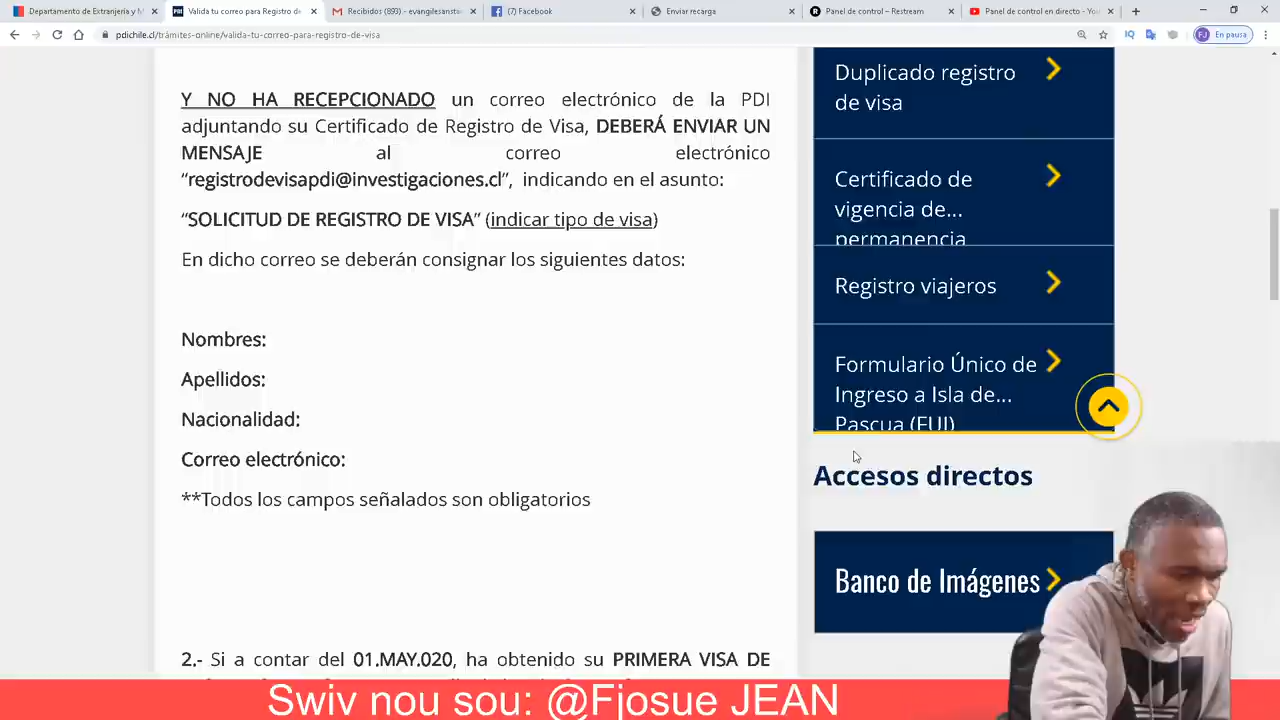 Departamento de Extranjería y M
Valida tu correo para Registro de
Recibidos (893) - evangilesansti
(7) Facebook
Enviar recarga
Panel de control – Restream
Panel de control en directo - You
pdichile.cl/trámites-online/valida-tu-correo-para-registro-de-visa
FJ En pausa
Y NO HA RECEPCIONADO un correo electrónico de la PDI
adjuntando su Certificado de Registro de Visa, DEBERÁ ENVIAR UN
MENSAJE al correo electrónico
“registrodevisapdi@investigaciones.cl”, indicando en el asunto:
“SOLICITUD DE REGISTRO DE VISA” (indicar tipo de visa)
En dicho correo se deberán consignar los siguientes datos:
Nombres:
Apellidos:
Nacionalidad:
Correo electrónico:
**Todos los campos señalados son obligatorios
2.- Si a contar del 01.MAY.020, ha obtenido su PRIMERA VISA DE
Duplicado registro
de visa
Certificado de
vigencia de...
permanencia
Registro viajeros
Formulario Único de
Ingreso a Isla de...
Pascua (FUI)
Accesos directos
Banco de Imágenes
Swiv nou sou: @Fjosue JEAN